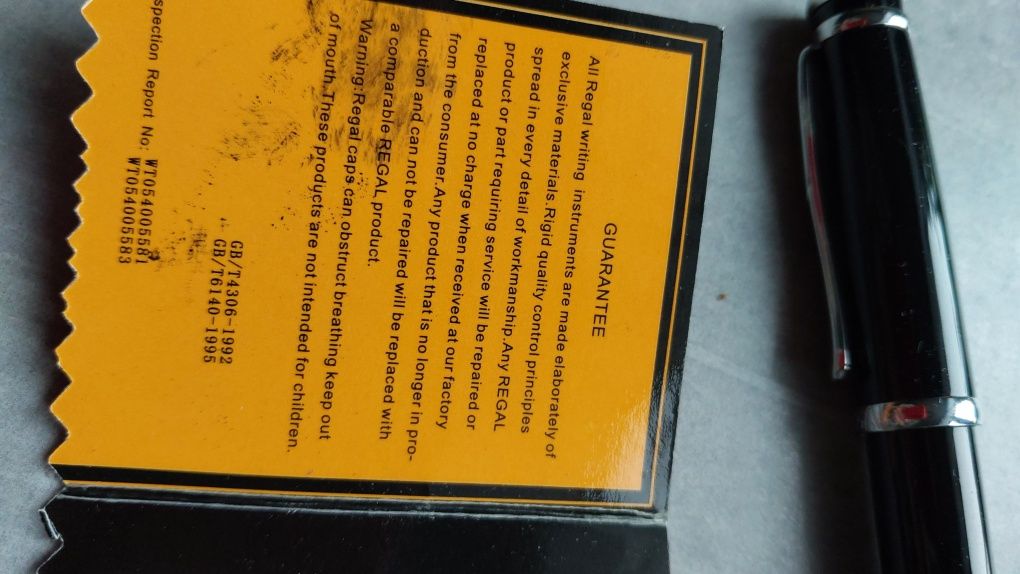 GUARANTEE
All Regal writing instruments are made elaborately of
exclusive materials.Rigid quality control principles
spread in every detail of workmanship.Any REGAL
product or part requiring service will be repaired or
replaced at no charge when received at our factory
from the consumer.Any product that is no longer in pro-
duction and can not be repaired will be replaced with
a comparable REGAL product.
Warning:Regal caps can obstruct breathing keep out
of mouth.These products are not intended for children.
GB/T4306-1992
GB/T6140-1995
spection Report No: WT054005581
WT054005583